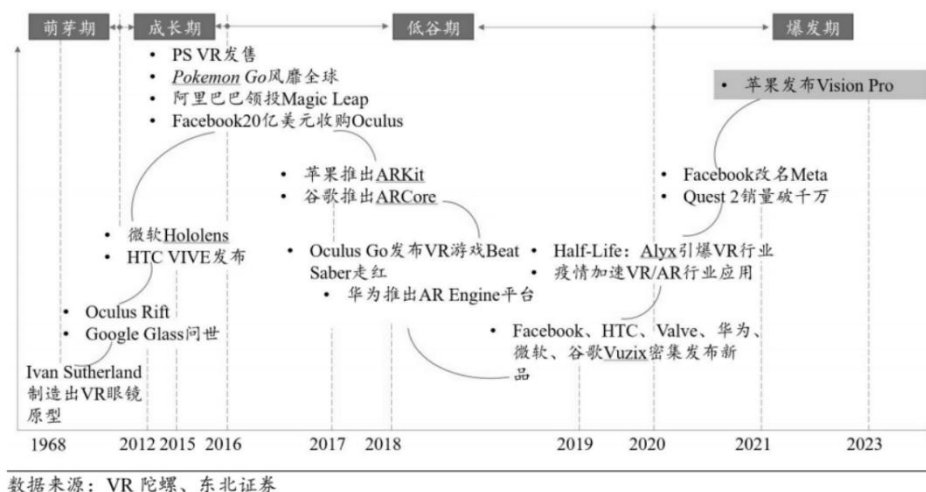 萌芽期
成长期
低谷期
爆发期
• PS VR发售
• Pokemon Go风靡全球
• 阿里巴巴领投Magic Leap
• Facebook20亿美元收购Oculus
• 苹果发布Vision Pro
• 苹果推出ARKit
• 谷歌推出ARCore
• Facebook改名Meta
• Quest 2销量破千万
• 微软Hololens
• HTC VIVE发布
• Oculus Go发布VR游戏Beat
Saber走红
• 华为推出AR Engine平台
• Half-Life：Alyx引爆VR行业
• 疫情加速VR/AR行业应用
• Oculus Rift
• Google Glass问世
• Facebook、HTC、Valve、华为、
微软、谷歌Vuzix密集发布新
品
Ivan Sutherland
制造出VR眼镜
原型
1968
2012
2015
2016
2017
2018
2019
2020
2021
2023
数据来源：VR 陀螺、东北证券